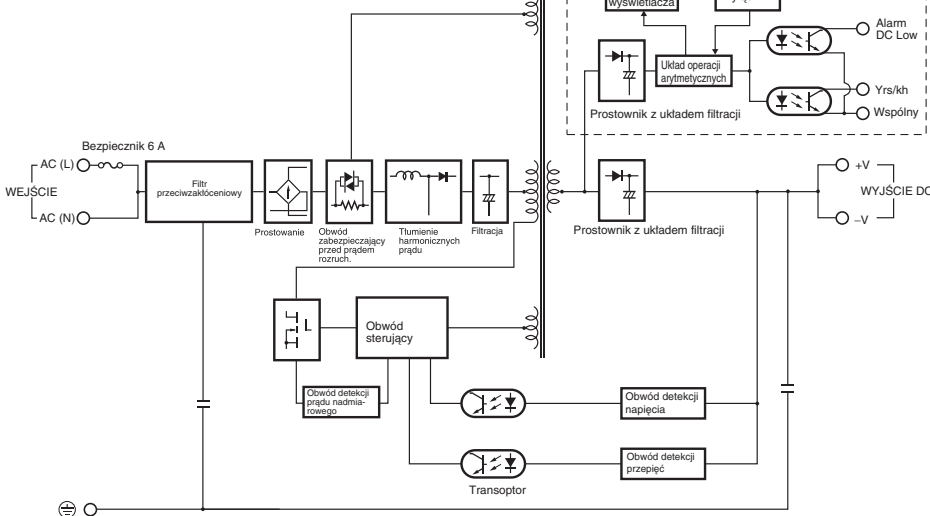 wyświetlacza
Alarm
DC Low
Układ operacji
arytmetycznych
Yrs/kh
Prostownik z układem filtracji
Wspólny
Bezpiecznik 6 A
AC (L)
WEJŚCIE
AC (N)
Filtr
przeciwzakłóceniowy
Prostowanie
Obwód
zabezpieczający
przed prądem
rozruch.
Tłumienie
harmonicznych
prądu
Filtracja
Prostownik z układem filtracji
+V
WYJŚCIE DC
–V
Obwód
sterujący
Obwód detekcji
prądu nadmia-
rowego
Obwód detekcji
napięcia
Obwód detekcji
przepięć
Transoptor